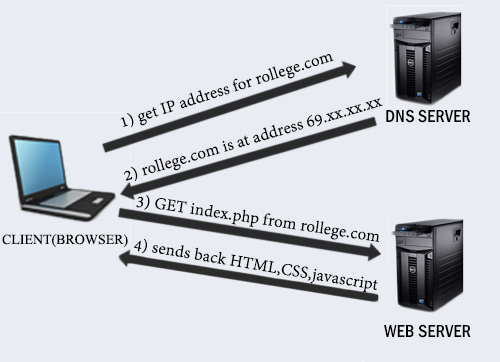 1) get IP address for rollege.com
DNS SERVER
2) rollege.com is at address 69.xx.xx.xx
CLIENT(BROWSER)
3) GET index.php from rollege.com
4) sends back HTML,CSS,javascript
WEB SERVER